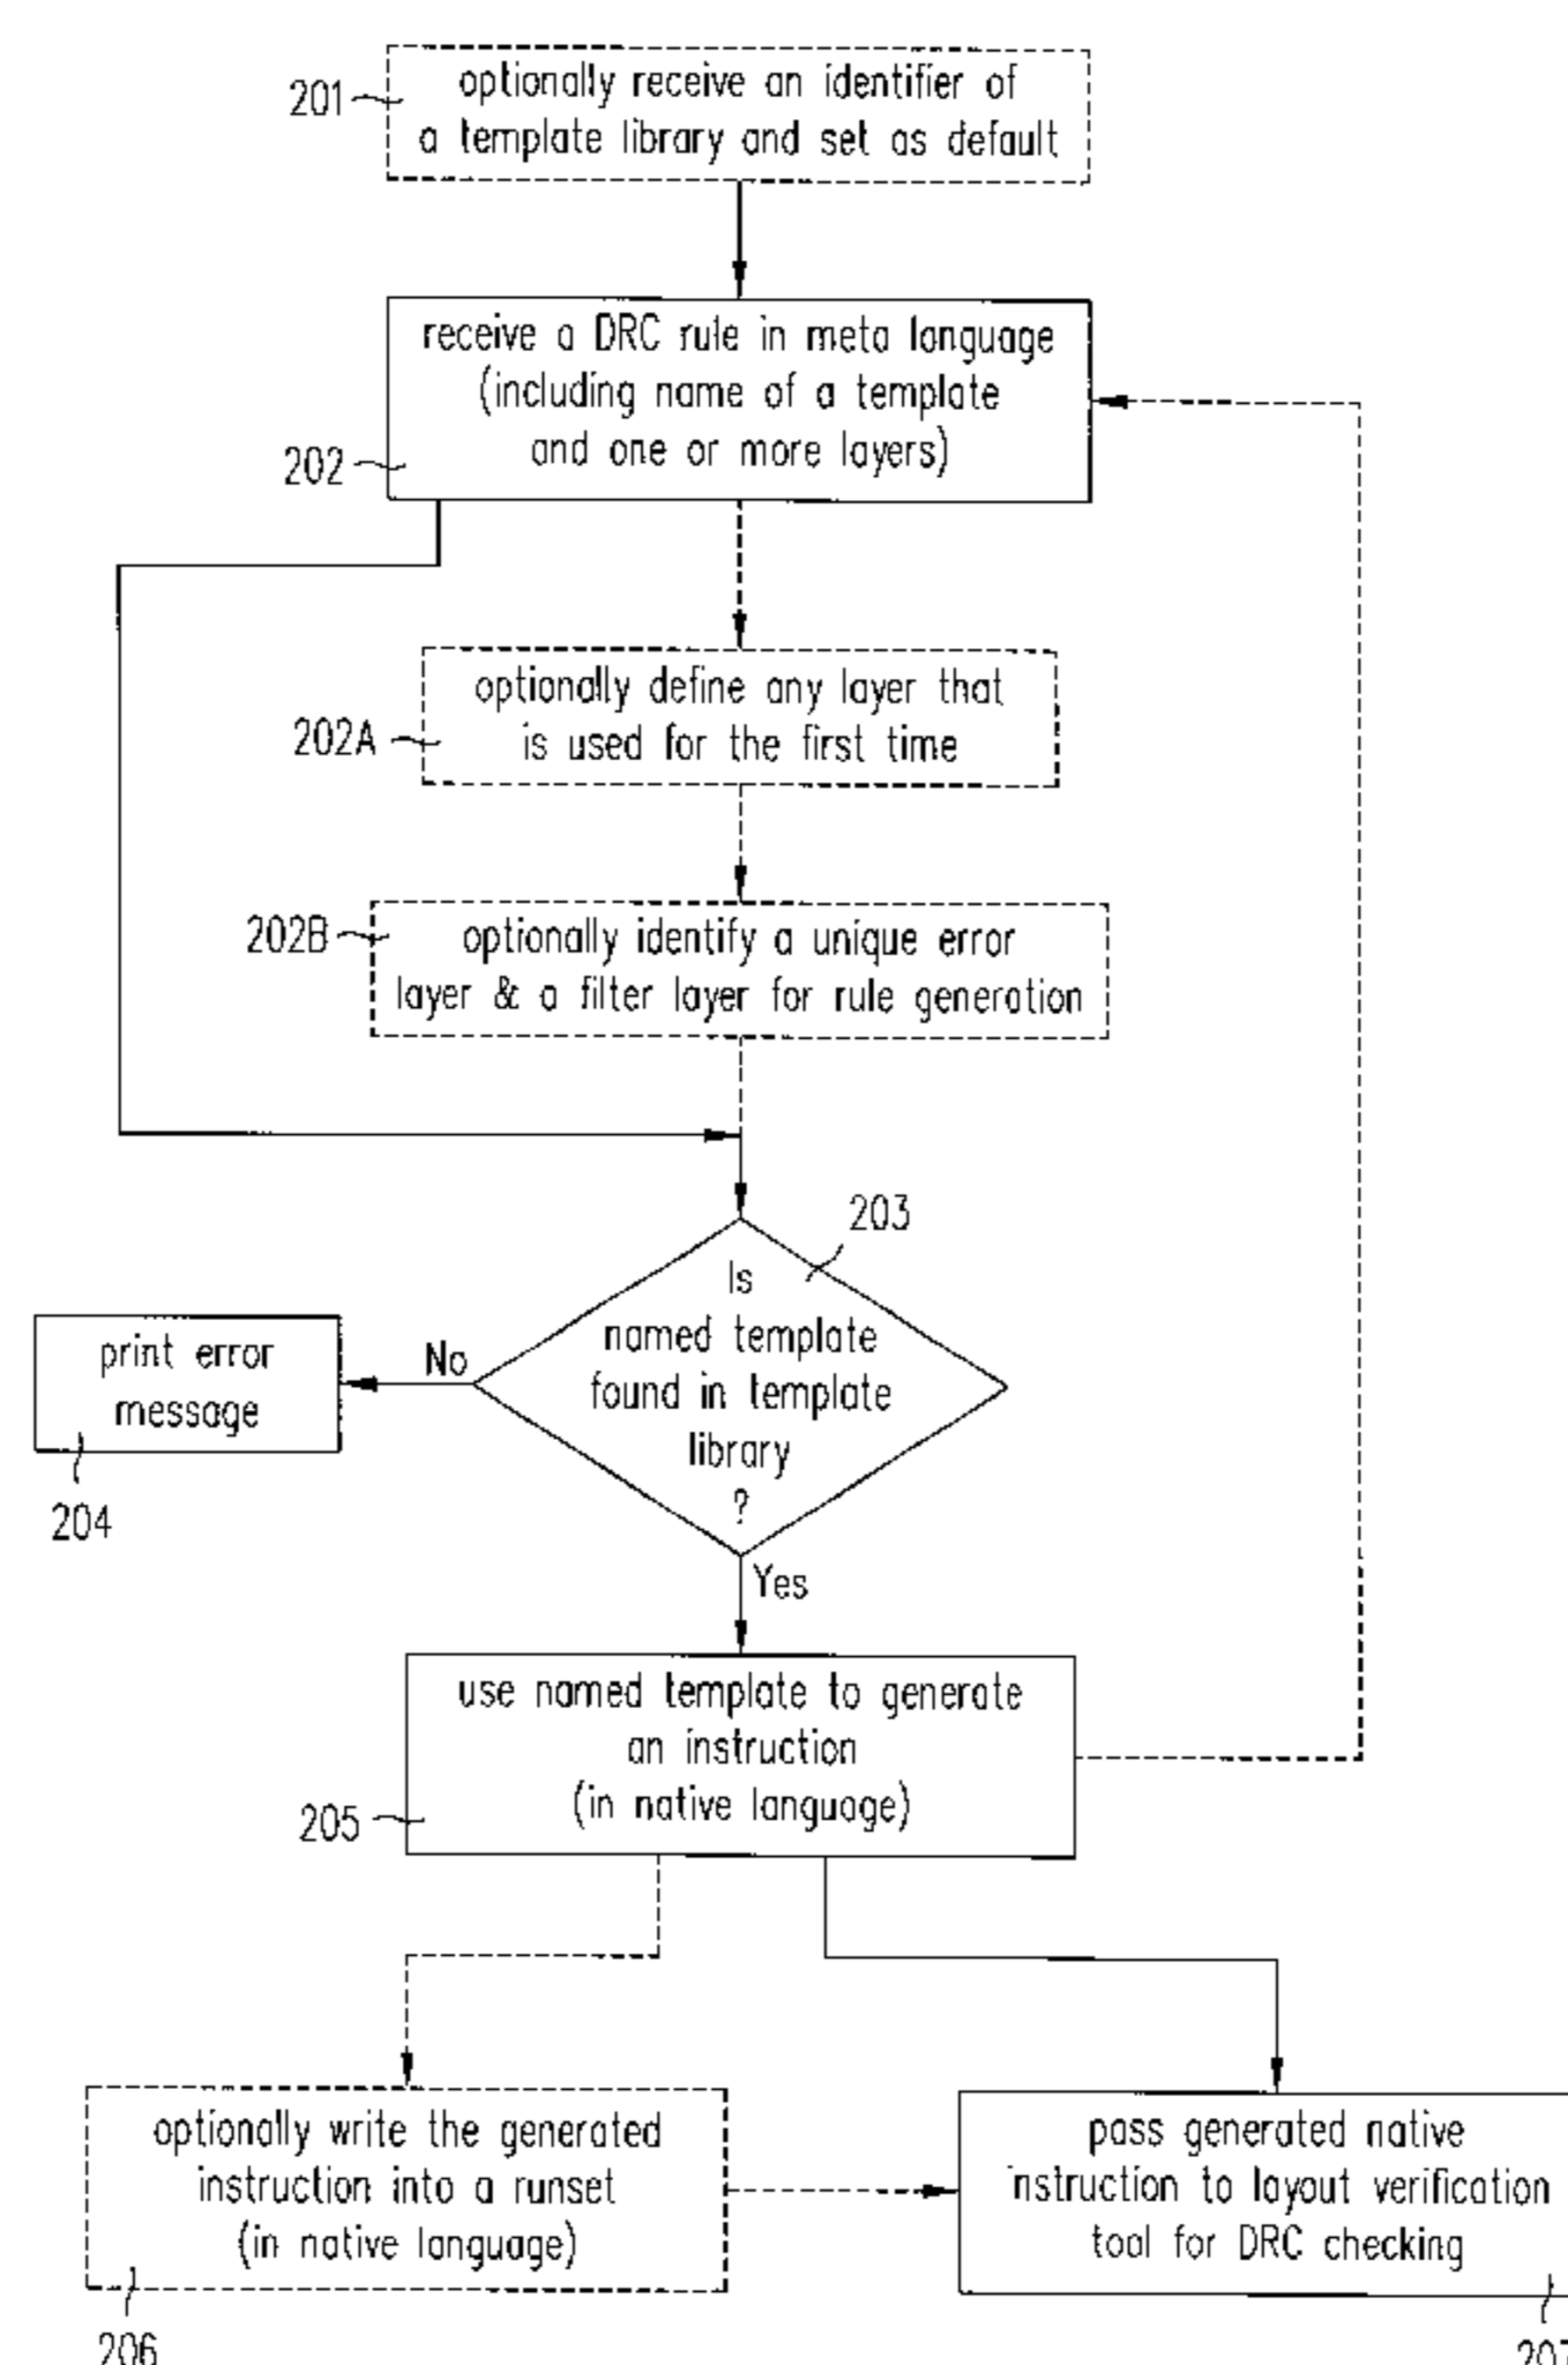 201
optionally receive an identifier of
a template library and set as default
receive a DRC rule in meta language
(including name of a template
and one or more layers)
202
optionally define any layer that
is used for the first time
202A
202B
optionally identify a unique error
layer & a filter layer for rule generation
203
Is
named template
found in template
library
?
No
print error
message
204
Yes
use named template to generate
an instruction
(in native language)
205
optionally write the generated
instruction into a runset
(in native language)
206
pass generated native
instruction to layout verification
tool for DRC checking
207